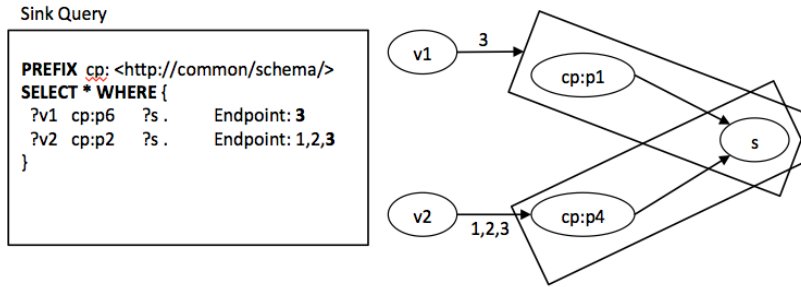 Sink Query
PREFIX cp: <http://common/schema/>
SELECT * WHERE {
?v1 cp:p6 ?s . Endpoint: 3
?v2 cp:p2 ?s . Endpoint: 1,2,3
}
v1
3
cp:p1
s
v2
1,2,3
cp:p4